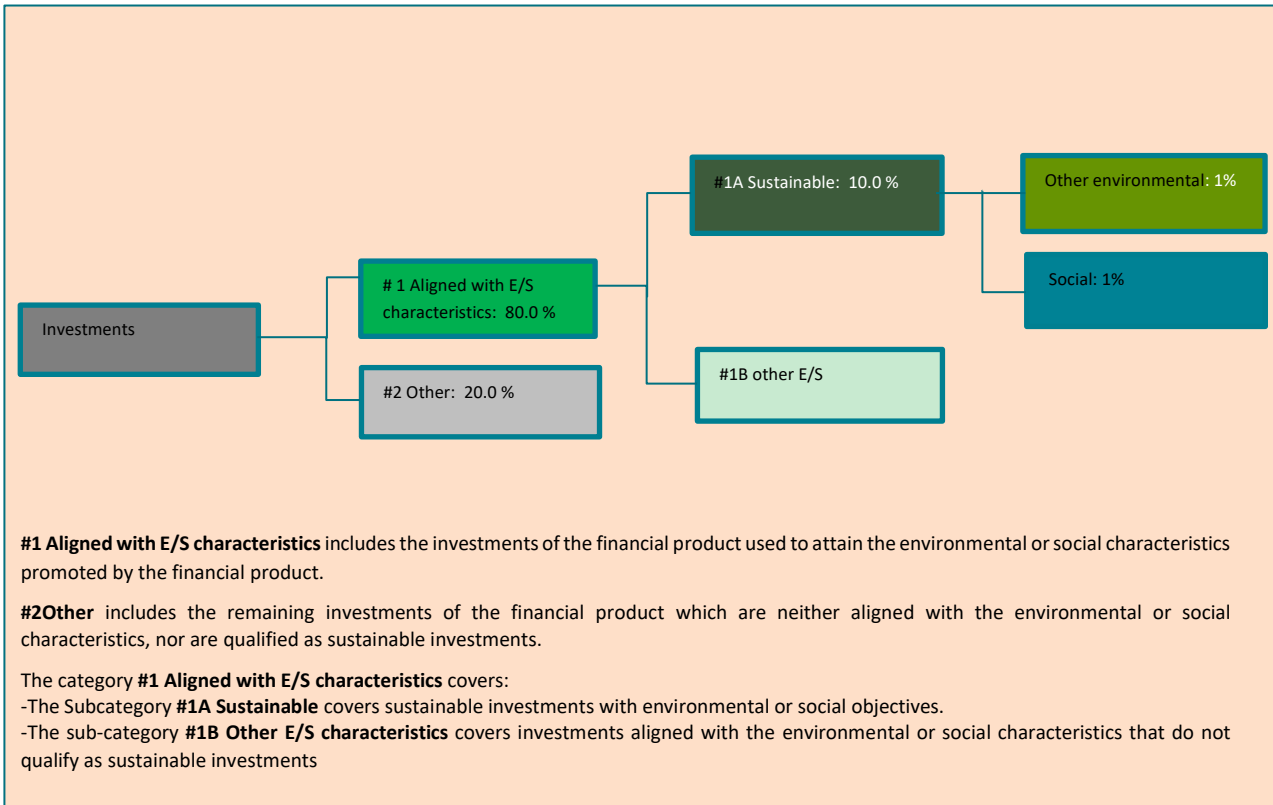 #1A Sustainable: 10.0 %
Other environmental: 1%
# 1 Aligned with E/S
characteristics: 80.0 %
Social: 1%
Investments
#1B other E/S
#2 Other: 20.0 %
#1 Aligned with E/S characteristics includes the investments of the financial product used to attain the environmental or social characteristics
promoted by the financial product.
#2Other includes the remaining investments of the financial product which are neither aligned with the environmental or social
characteristics, nor are qualified as sustainable investments.
The category #1 Aligned with E/S characteristics covers:
-The Subcategory #1A Sustainable covers sustainable investments with environmental or social objectives.
-The sub-category #1B Other E/S characteristics covers investments aligned with the environmental or social characteristics that do not
qualify as sustainable investments